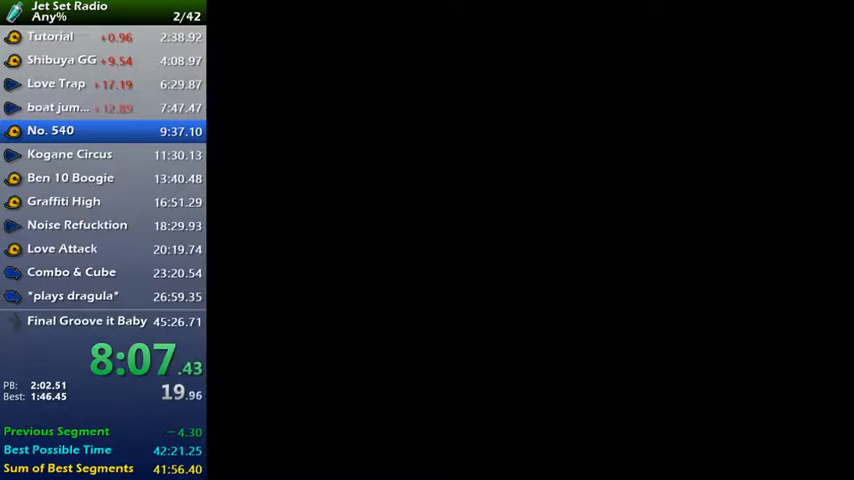 Jet Set Radio
Any% 2/42
Tutorial +0.96 2:38.92
Shibuya GG +9.54 4:08.97
Love Trap +17.19 6:29.87
boat jum... +12.89 7:47.47
No. 540 9:37.10
Kogane Circus 11:30.13
Ben 10 Boogie 13:40.48
Graffiti High 16:51.29
Noise Refucktion 18:29.93
Love Attack 20:19.74
Combo & Cube 23:20.54
*plays dragula* 26:59.35
Final Groove it Baby 45:26.71
8:07.43
PB: 2:02.51 19.96
Best: 1:46.45
Previous Segment −4.30
Best Possible Time 42:21.25
Sum of Best Segments 41:56.40